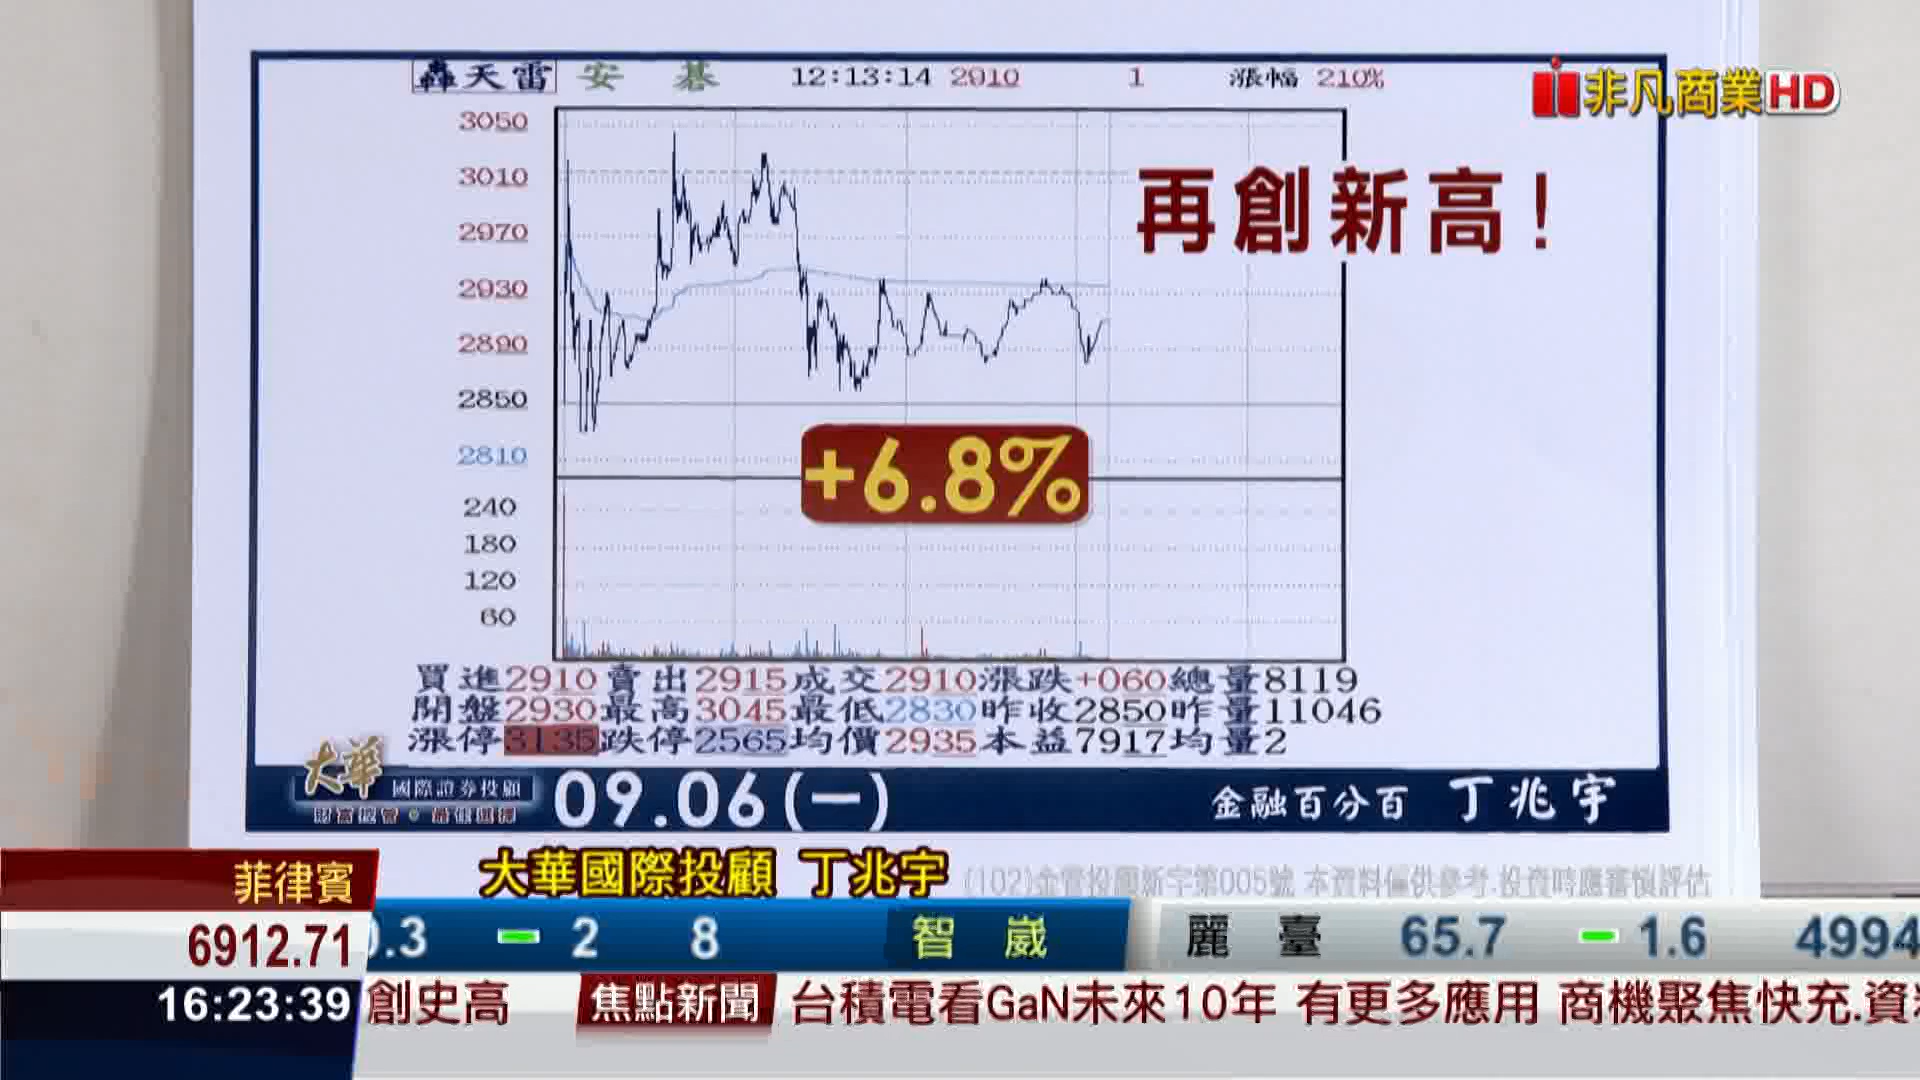 轟天雷 安 碁 12:13:14 2910 1 漲幅 210%
非凡商業HD
3050
3010
2970
2930
2890
2850
2810
240
180
120
60
再創新高!
+6.8%
買進2910賣出2915成交2910漲跌+060總量8119
開盤2930最高3045最低2830昨收2850昨量11046
漲停3135跌停2565均價2935本益7917均量2
大華 國際證券投顧
財富控管 最佳選擇
09.06(一)
金融百分百 丁兆宇
大華國際投顧 丁兆宇
(102)金管投顧新字第005號 本資料僅供參考,投資時應審慎評估
菲律賓
6912.71
0.3 2 8 智 崴 麗 臺 65.7 1.6 4994
16:23:39
創史高 焦點新聞 台積電看GaN未來10年 有更多應用 商機聚焦快充.資